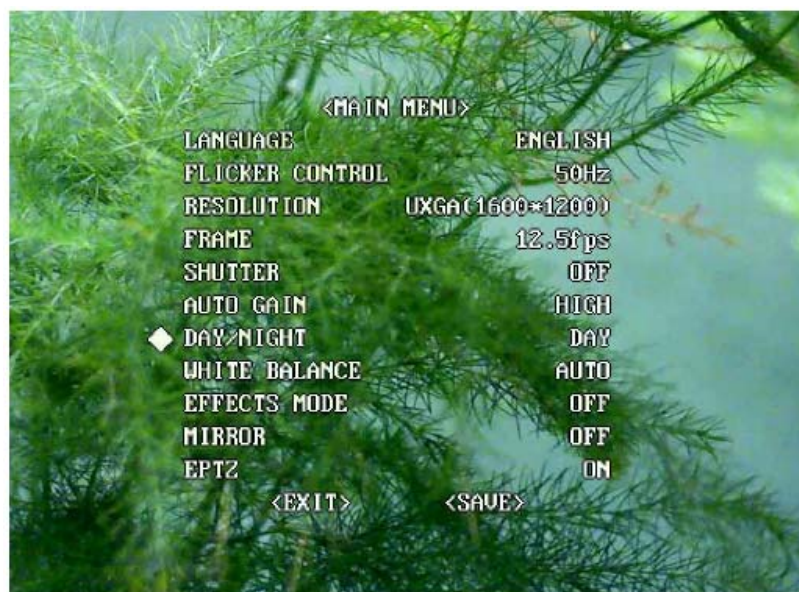 <MAIN MENU>
LANGUAGE ENGLISH
FLICKER CONTROL 50Hz
RESOLUTION UXGA(1600*1200)
FRAME 12.5fps
SHUTTER OFF
AUTO GAIN HIGH
DAY/NIGHT DAY
WHITE BALANCE AUTO
EFFECTS MODE OFF
MIRROR OFF
EPTZ ON
<EXIT> <SAVE>